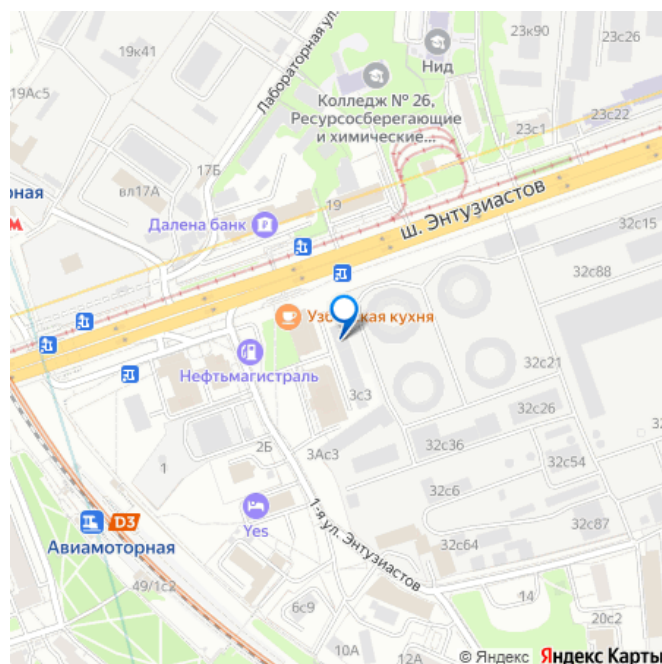 Лабораторная ул.
19к41
19Ас5
Нид
23к90
23с26
Колледж № 26,
Ресурсосберегающие
и химические...
23с22
23с1
17Б
вл17А
рная
М
19
Далена банк
ш. Энтузиастов
32с15
32с88
кухня
Нефтьмагистраль
3с3
32с21
32с26
32с36
32с54
2Б
3Ас3
1
32с6
D3
Авиамоторная
Yes
1-я ул. Энтузиастов
32с87
32с64
49/1с2
6с9
14
20с2
10А
12А
© Яндекс Яндекс Карты